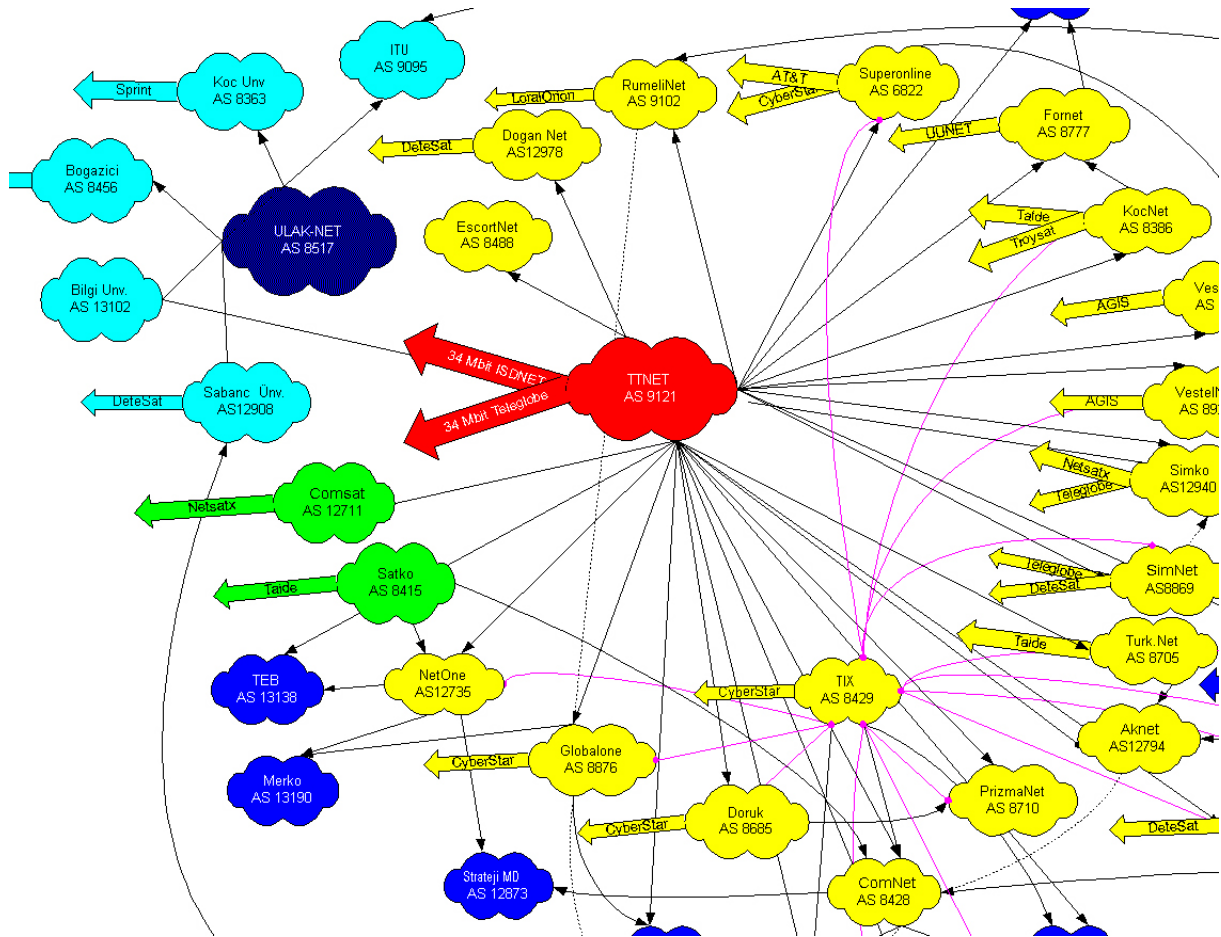 ITU
AS 9095
Koc Unv
AS 8363
Sprint
RumeliNet
AS 9102
LoralOrion
AT&T
CyberStar
Superonline
AS 6822
Dogan Net
AS12978
DeteSat
UUNET
Fornet
AS 8777
Bogazici
AS 8456
ULAK-NET
AS 8517
EscortNet
AS 8488
Taide
Troysat
KocNet
AS 8386
Bilgi Unv.
AS 13102
AGIS
AS
34 Mbit ISDNET
TTNET
AS 9121
34 Mbit Teleglobe
DeteSat
Sabanc Ünv.
AS12908
AGIS
Netsatx
Teleglobe
Simko
AS12940
Netsatx
Comsat
AS 12711
Teleglobe
DeteSat
SimNet
AS8869
Taide
Satko
AS 8415
Taide
Turk.Net
AS 8705
TEB
AS 13138
NetOne
AS12735
CyberStar
TIX
AS 8429
Aknet
AS12794
CyberStar
Globalone
AS 8876
Merko
AS 13190
PrizmaNet
AS 8710
CyberStar
Doruk
AS 8685
DeteSat
Strateji MD
AS 12873
ComNet
AS 8428